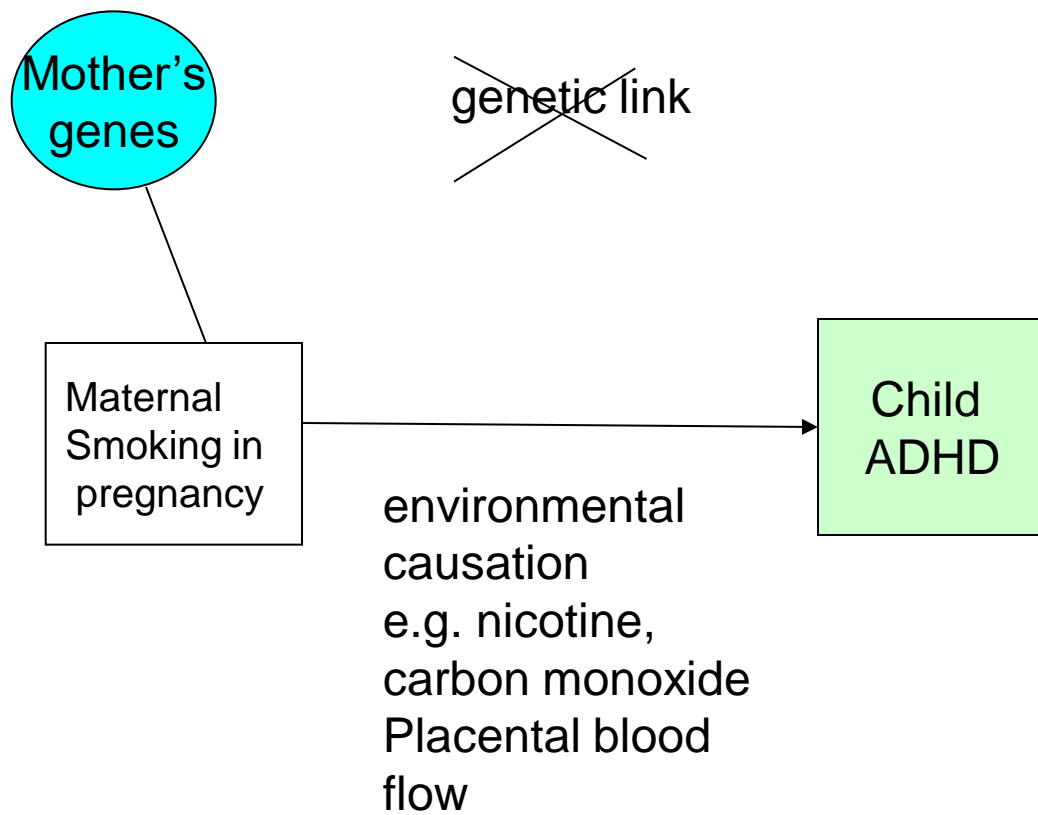 Mother’s
genes
genetic link
Maternal
Smoking in
pregnancy
Child
ADHD
environmental
causation
e.g. nicotine,
carbon monoxide
Placental blood
flow